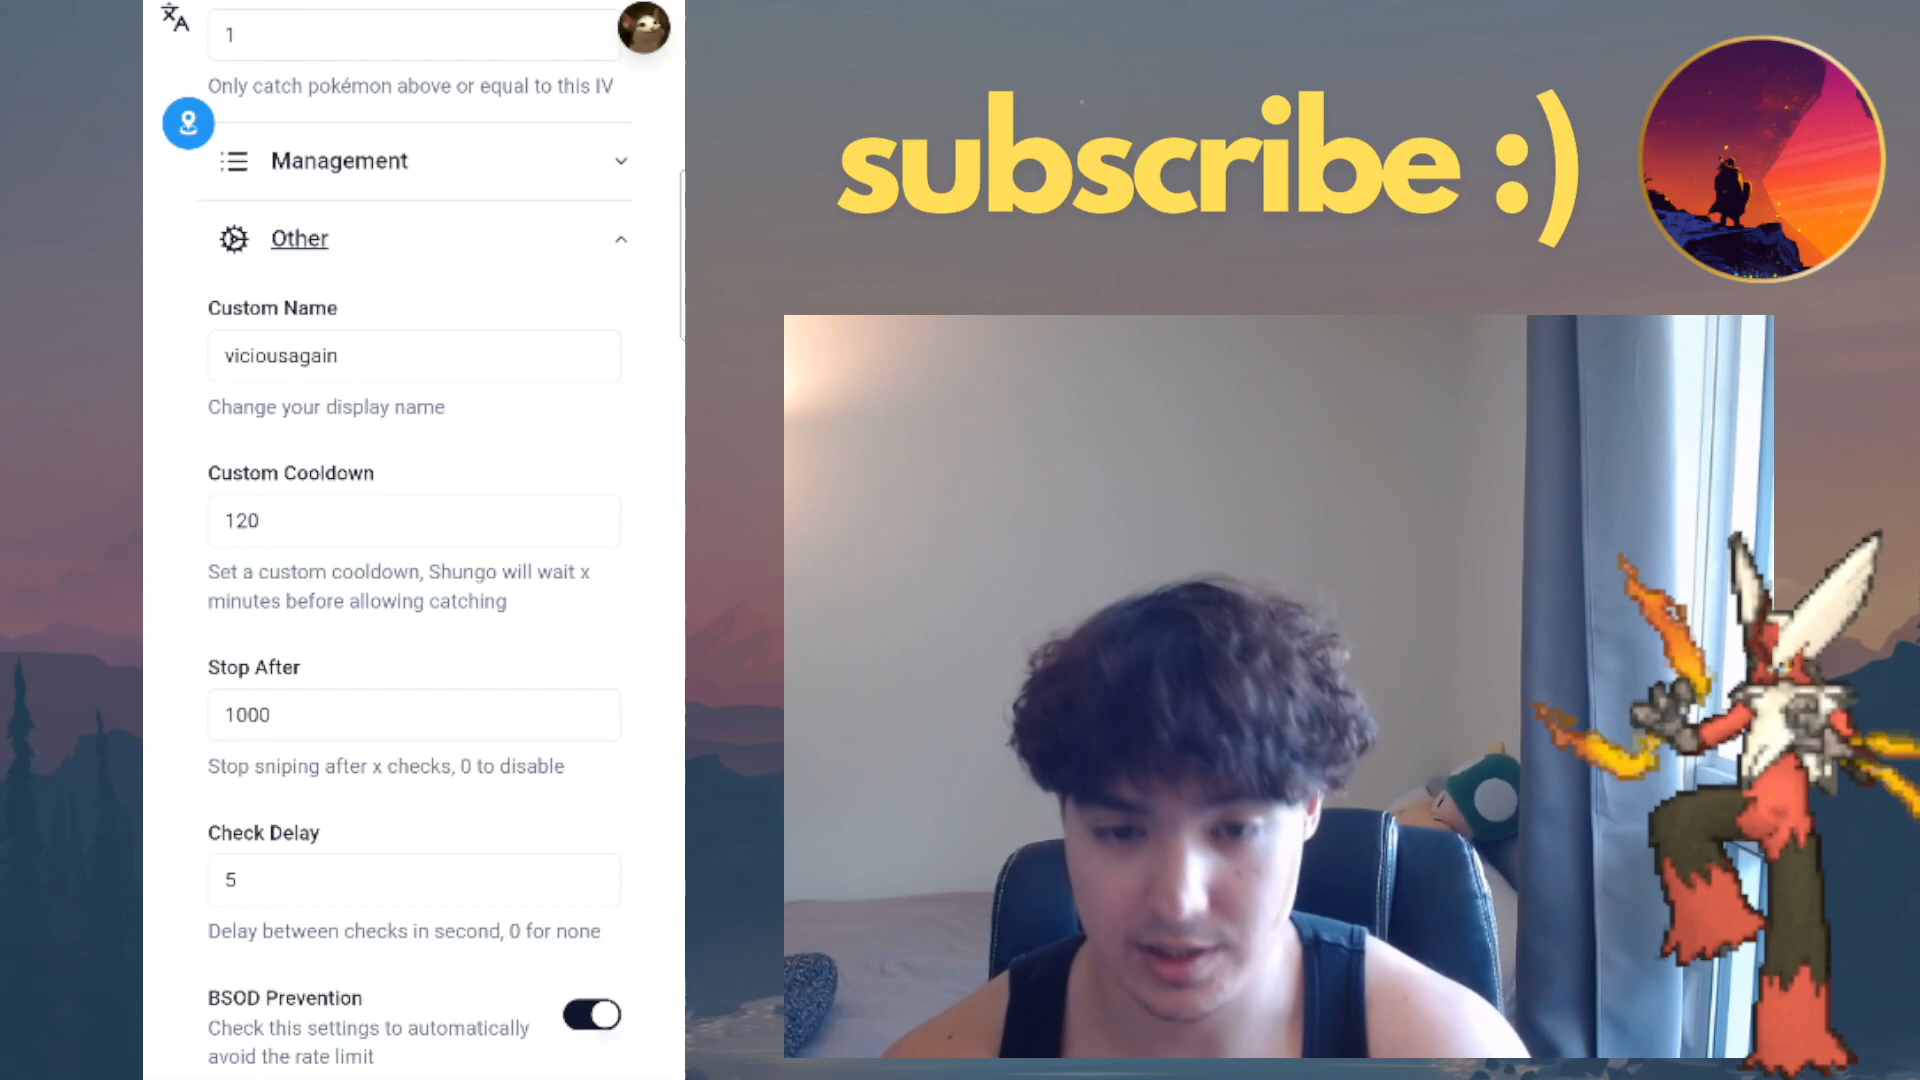 1
Only catch pokémon above or equal to this IV
Management
Other
Custom Name
viciousagain
Change your display name
Custom Cooldown
120
Set a custom cooldown, Shungo will wait x
minutes before allowing catching
Stop After
1000
Stop sniping after x checks, 0 to disable
Check Delay
5
Delay between checks in second, 0 for none
BSOD Prevention
Check this settings to automatically
avoid the rate limit
subscribe :)